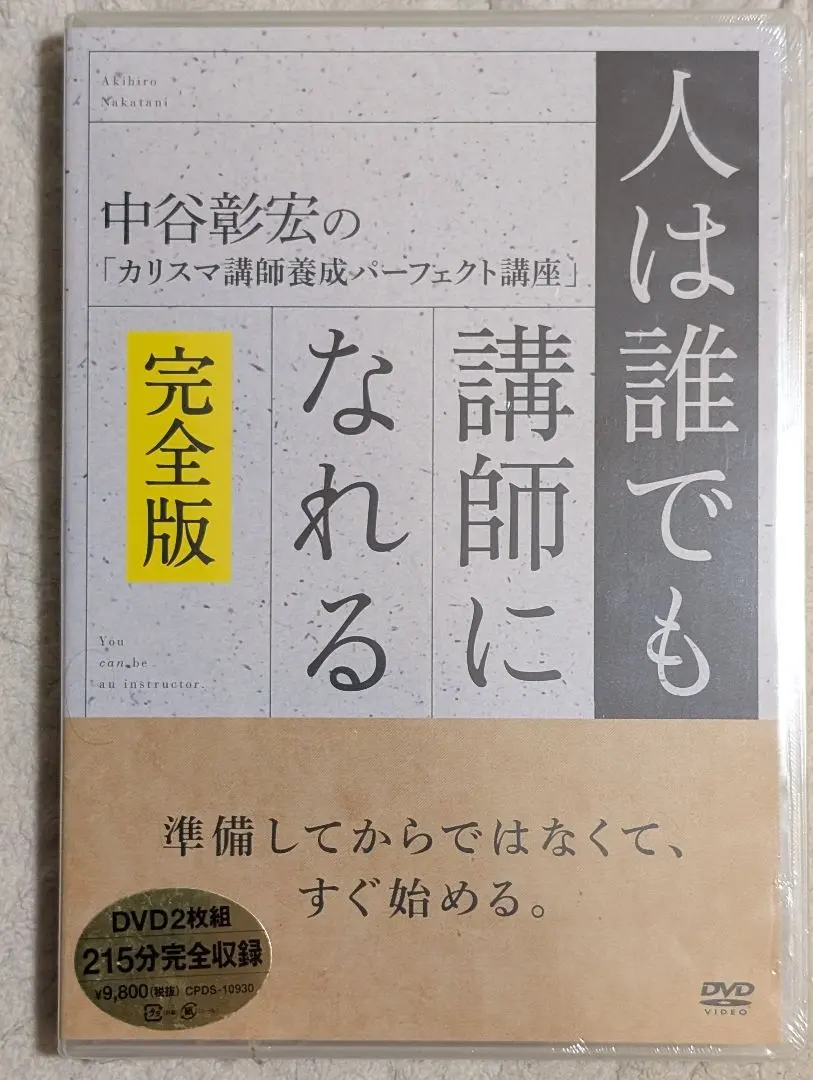 Akihiro
Nakatani
中谷彰宏の
「カリスマ講師養成パーフェクト講座」
人は誰でも
講師に
なれる
完全版
You
can be
an instructor.
準備してからではなくて、
すぐ始める。
DVD2枚組
215分完全収録
¥9,800(税抜) CPDS-10930
DVD
VIDEO